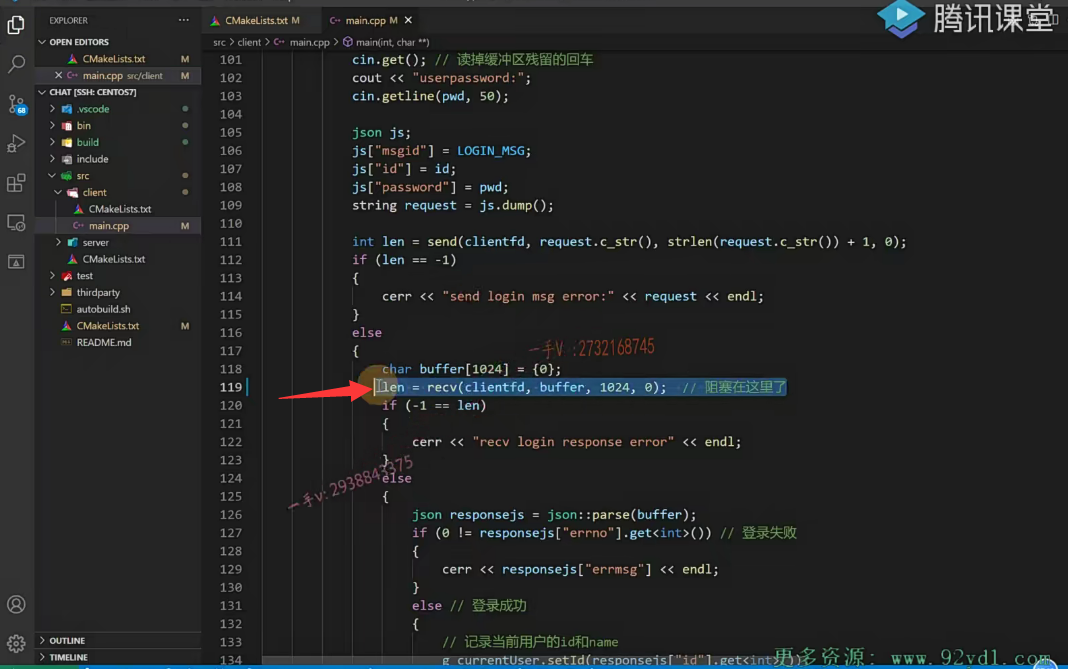 EXPLORER
CMakeLists.txt M
main.cpp M
腾讯课堂
OPEN EDITORS
CMakeLists.txt M
main.cpp src/client M
CHAT [SSH: CENTOS7]
.vscode
bin
build
include
src
client
CMakeLists.txt
main.cpp M
server
CMakeLists.txt
test
thirdparty
autobuild.sh
CMakeLists.txt M
README.md
OUTLINE
TIMELINE
68
src > client > main.cpp > main(int, char **)
101 cin.get(); // 读掉缓冲区残留的回车
102 cout << "userpassword:";
103 cin.getline(pwd, 50);
104
105 json js;
106 js["msgid"] = LOGIN_MSG;
107 js["id"] = id;
108 js["password"] = pwd;
109 string request = js.dump();
110
111 int len = send(clientfd, request.c_str(), strlen(request.c_str()) + 1, 0);
112 if (len == -1)
113 {
114 cerr << "send login msg error:" << request << endl;
115 }
116 else
117 {
一手V :2732168745
118 char buffer[1024] = {0};
119 len = recv(clientfd, buffer, 1024, 0); // 阻塞在这里了
120 if (-1 == len)
121 {
122 cerr << "recv login response error" << endl;
123 }
一手v:2938843375
124 else
125 {
126 json responsejs = json::parse(buffer);
127 if (0 != responsejs["errno"].get<int>()) // 登录失败
128 {
129 cerr << responsejs["errmsg"] << endl;
130 }
131 else // 登录成功
132 {
133 // 记录当前用户的id和name
134 g_currentUser.setId(responsejs["id"].get<int>())
更多资源: www.92vdl.com